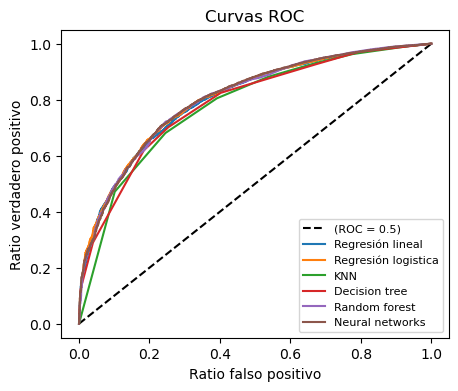 Curvas ROC
Ratio verdadero positivo
1.0
0.8
0.6
0.4
0.2
0.0
(ROC = 0.5)
Regresión lineal
Regresión logistica
KNN
Decision tree
Random forest
Neural networks
0.0 0.2 0.4 0.6 0.8 1.0
Ratio falso positivo